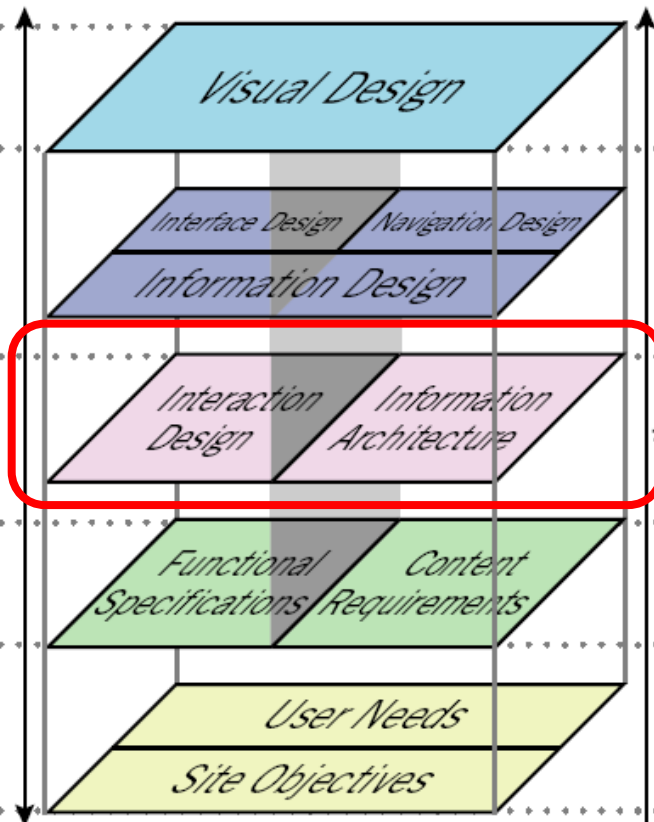 Visual Design
Interface Design
Navigation Design
Information Design
Interaction
Design
Information
Architecture
Functional
Specifications
Content
Requirements
User Needs
Site Objectives